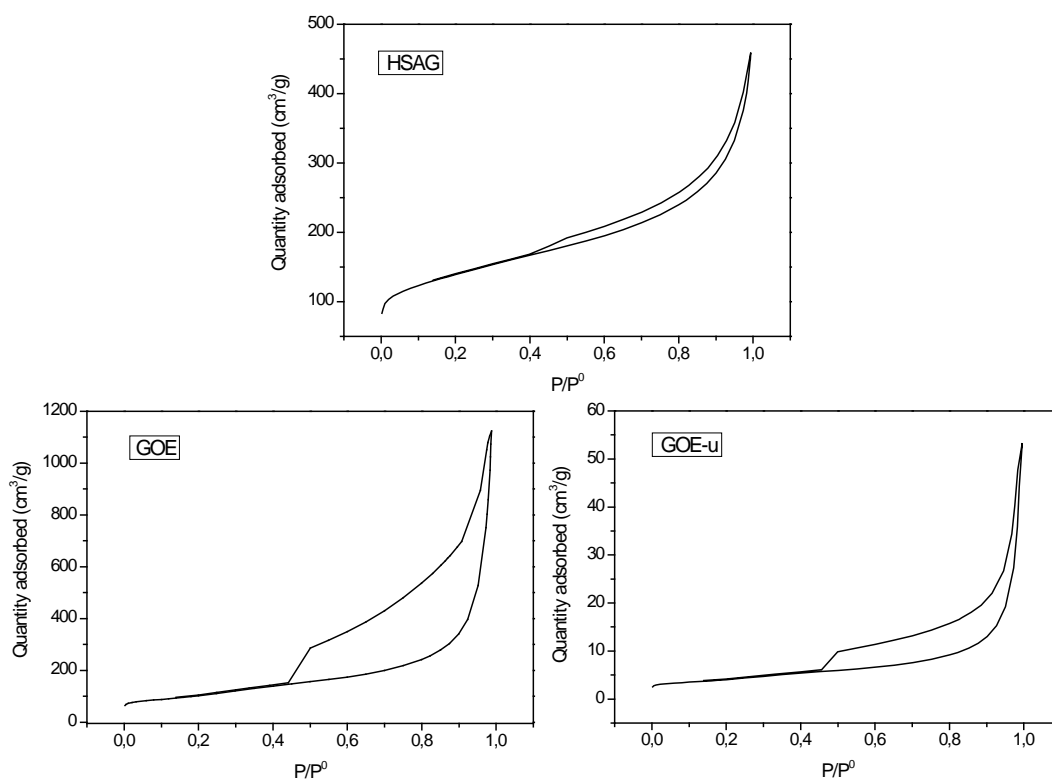 500
HSAG
400
300
200
100
Quantity adsorbed (cm³/g)
0,0 0,2 0,4 0,6 0,8 1,0
P/P⁰
1200
GOE
1000
800
600
400
200
0
Quantity adsorbed (cm³/g)
0,0 0,2 0,4 0,6 0,8 1,0
P/P⁰
60
GOE-u
50
40
30
20
10
0
Quantity adsorbed (cm³/g)
0,0 0,2 0,4 0,6 0,8 1,0
P/P⁰